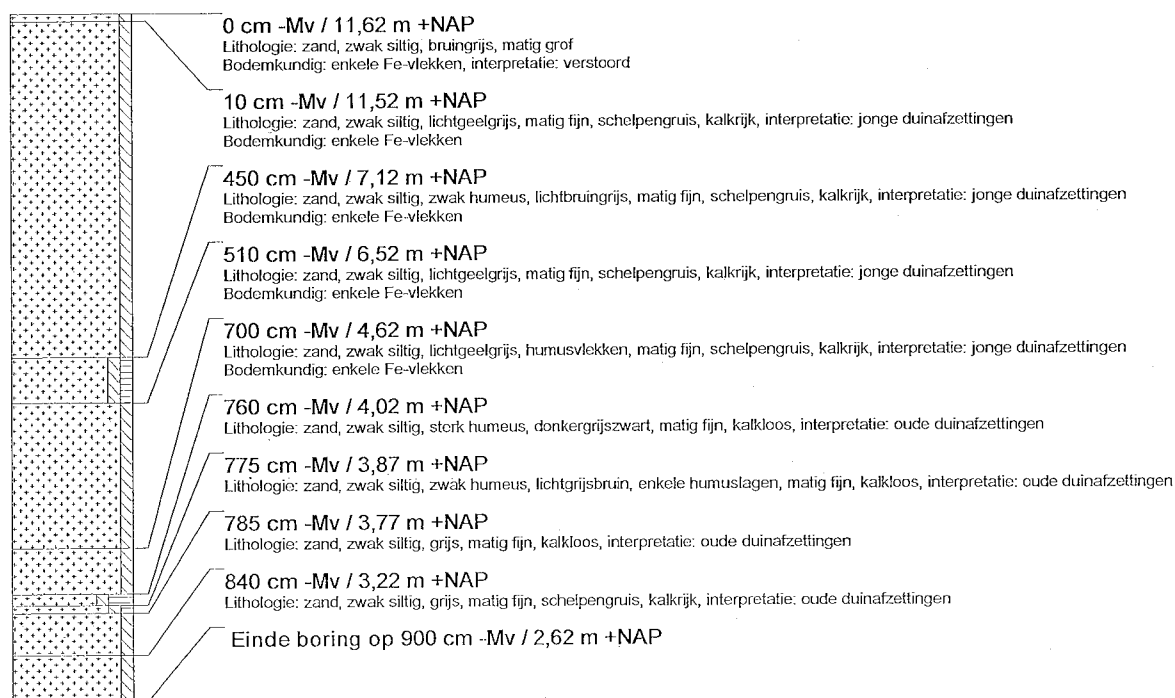 0 cm -Mv / 11,62 m +NAP
Lithologie: zand, zwak siltig, bruingrijs, matig grof
Bodemkundig: enkele Fe-vlekken, interpretatie: verstoord
10 cm -Mv / 11,52 m +NAP
Lithologie: zand, zwak siltig, lichtgeelgrijs, matig fijn, schelpengruis, kalkrijk, interpretatie: jonge duinafzettingen
Bodemkundig: enkele Fe-vlekken
450 cm -Mv / 7,12 m +NAP
Lithologie: zand, zwak siltig, zwak humeus, lichtbruingrijs, matig fijn, schelpengruis, kalkrijk, interpretatie: jonge duinafzettingen
Bodemkundig: enkele Fe-vlekken
510 cm -Mv / 6,52 m +NAP
Lithologie: zand, zwak siltig, lichtgeelgrijs, matig fijn, schelpengruis, kalkrijk, interpretatie: jonge duinafzettingen
Bodemkundig: enkele Fe-vlekken
700 cm -Mv / 4,62 m +NAP
Lithologie: zand, zwak siltig, lichtgeelgrijs, humusvlekken, matig fijn, schelpengruis, kalkrijk, interpretatie: jonge duinafzettingen
Bodemkundig: enkele Fe-vlekken
760 cm -Mv / 4,02 m +NAP
Lithologie: zand, zwak siltig, sterk humeus, donkergrijszwart, matig fijn, kalkloos, interpretatie: oude duinafzettingen
775 cm -Mv / 3,87 m +NAP
Lithologie: zand, zwak siltig, zwak humeus, lichtgrijsbruin, enkele humuslagen, matig fijn, kalkloos, interpretatie: oude duinafzettingen
785 cm -Mv / 3,77 m +NAP
Lithologie: zand, zwak siltig, grijs, matig fijn, kalkloos, interpretatie: oude duinafzettingen
840 cm -Mv / 3,22 m +NAP
Lithologie: zand, zwak siltig, grijs, matig fijn, schelpengruis, kalkrijk, interpretatie: oude duinafzettingen
Einde boring op 900 cm -Mv / 2,62 m +NAP